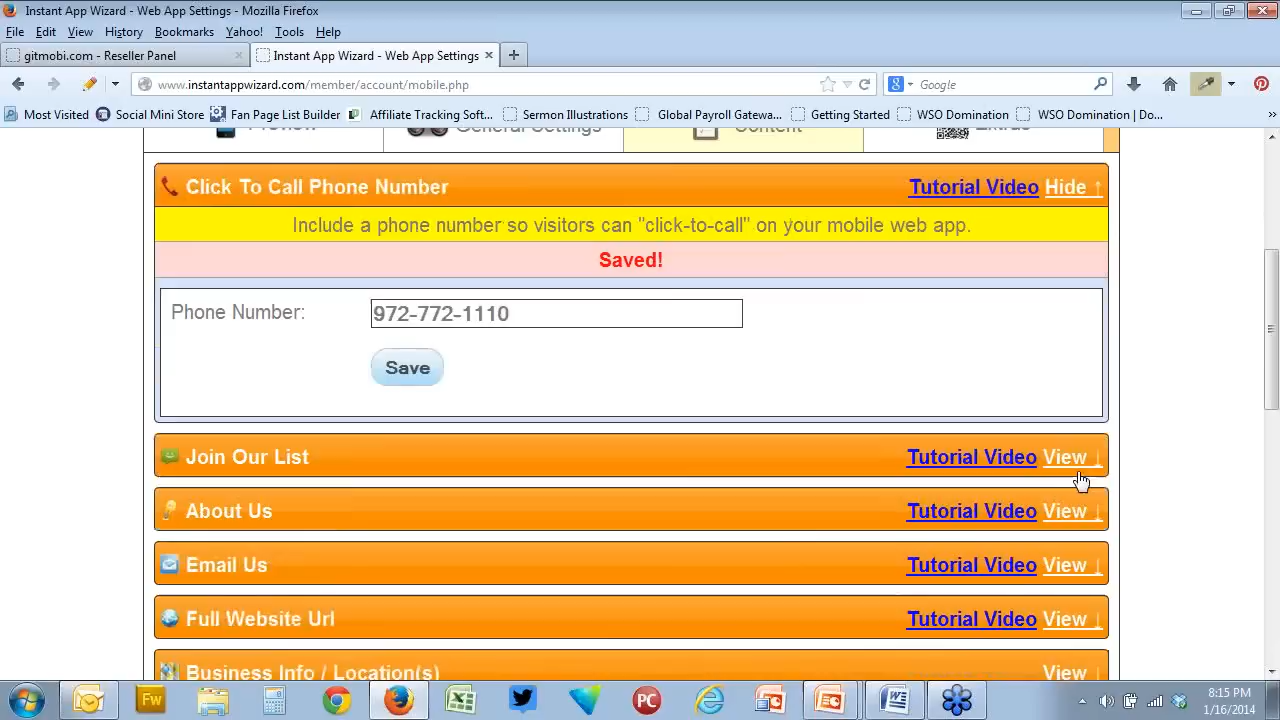 Instant App Wizard - Web App Settings - Mozilla Firefox
File Edit View History Bookmarks Yahoo! Tools Help
gitmobi.com - Reseller Panel × Instant App Wizard - Web App Settings × +
www.instantappwizard.com/member/account/mobile.php Google
Most Visited Social Mini Store Fan Page List Builder Affiliate Tracking Soft... Sermon Illustrations Global Payroll Gatewa... Getting Started WSO Domination WSO Domination | Do... »
General Settings Content Extras
Click To Call Phone Number Tutorial Video Hide ↑
Include a phone number so visitors can "click-to-call" on your mobile web app.
Saved!
Phone Number: 972-772-1110
Save
Join Our List Tutorial Video View ↓
About Us Tutorial Video View ↓
Email Us Tutorial Video View ↓
Full Website Url Tutorial Video View ↓
Business Info / Location(s) View ↓
Fw PC
8:15 PM
1/16/2014